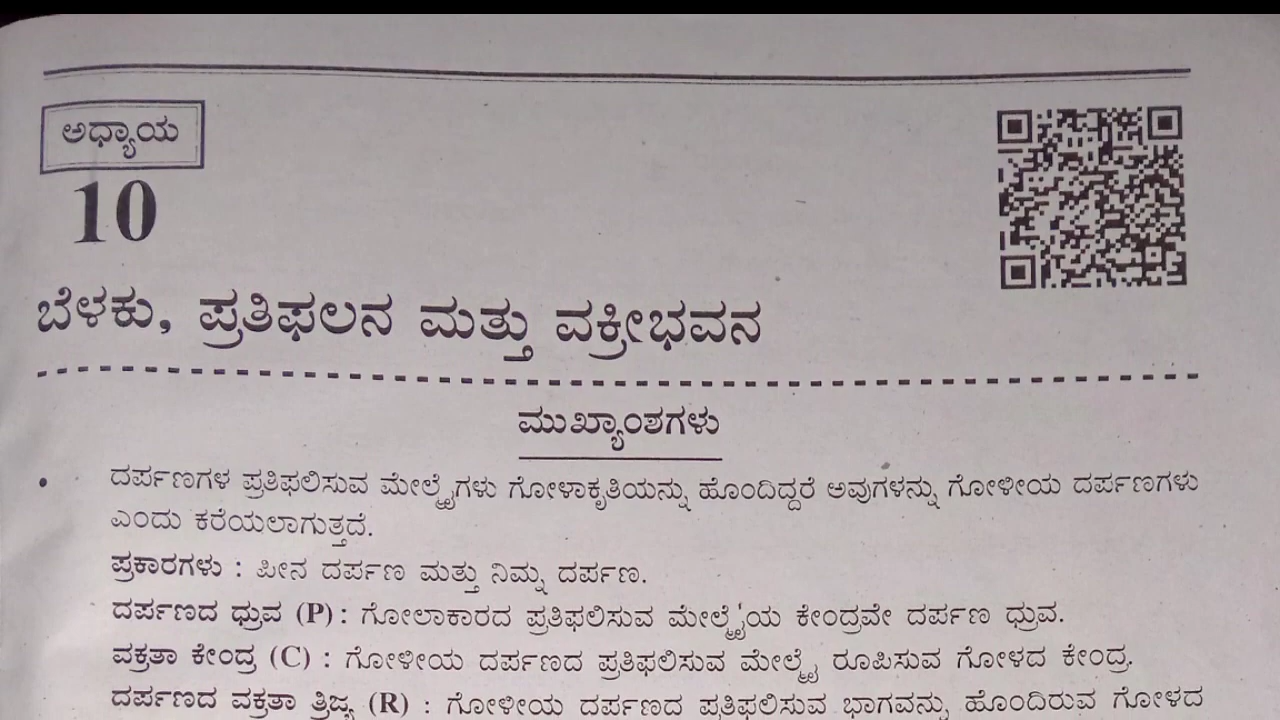 ಅಧ್ಯಾಯ
10
ಬೆಳಕು, ಪ್ರತಿಫಲನ ಮತ್ತು ವಕ್ರೀಭವನ
ಮುಖ್ಯಾಂಶಗಳು
• ದರ್ಪಣಗಳ ಪ್ರತಿಫಲಿಸುವ ಮೇಲ್ಮೈಗಳು ಗೋಳಾಕೃತಿಯನ್ನು ಹೊಂದಿದ್ದರೆ ಅವುಗಳನ್ನು ಗೋಳೀಯ ದರ್ಪಣಗಳು
ಎಂದು ಕರೆಯಲಾಗುತ್ತದೆ.
ಪ್ರಕಾರಗಳು : ಪೀನ ದರ್ಪಣ ಮತ್ತು ನಿಮ್ನ ದರ್ಪಣ.
ದರ್ಪಣದ ಧ್ರುವ (P) : ಗೋಲಾಕಾರದ ಪ್ರತಿಫಲಿಸುವ ಮೇಲ್ಮೈಯ ಕೇಂದ್ರವೇ ದರ್ಪಣ ಧ್ರುವ.
ವಕ್ರತಾ ಕೇಂದ್ರ (C) : ಗೋಳೀಯ ದರ್ಪಣದ ಪ್ರತಿಫಲಿಸುವ ಮೇಲ್ಮೈ ರೂಪಿಸುವ ಗೋಳದ ಕೇಂದ್ರ.
ದರ್ಪಣದ ವಕ್ರತಾ ತ್ರಿಜ್ಯ (R) : ಗೋಳೀಯ ದರ್ಪಣದ ಪ್ರತಿಫಲಿಸುವ ಭಾಗವನ್ನು ಹೊಂದಿರುವ ಗೋಳದ